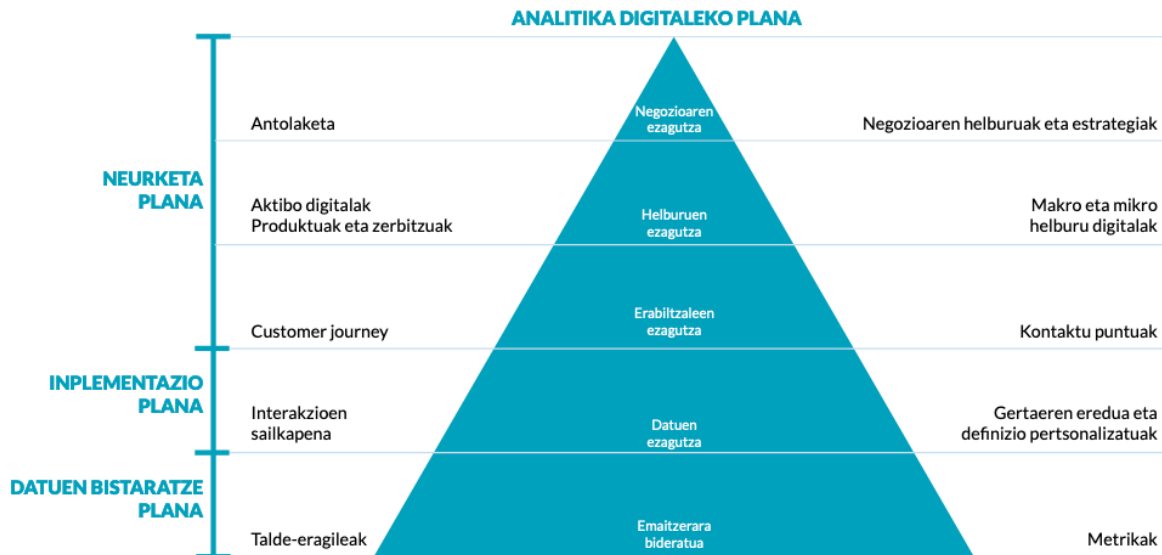 ANALITIKA DIGITALEKO PLANA
NEURKETA
PLANA
Antolaketa
Negozioaren
ezagutza
Negozioaren helburuak eta estrategiak
Aktibo digitalak
Produktuak eta zerbitzuak
Helburuen
ezagutza
Makro eta mikro
helburu digitalak
Customer journey
Erabiltzaleen
ezagutza
Kontaktu puntuak
INPLEMENTAZIO
PLANA
Interakzioen
sailkapena
Datuen
ezagutza
Gertaeren eredua eta
definizio pertsonalizatuak
DATUEN BISTARATZE
PLANA
Talde-eragileak
Emaitzerara
bideratua
Metrikak